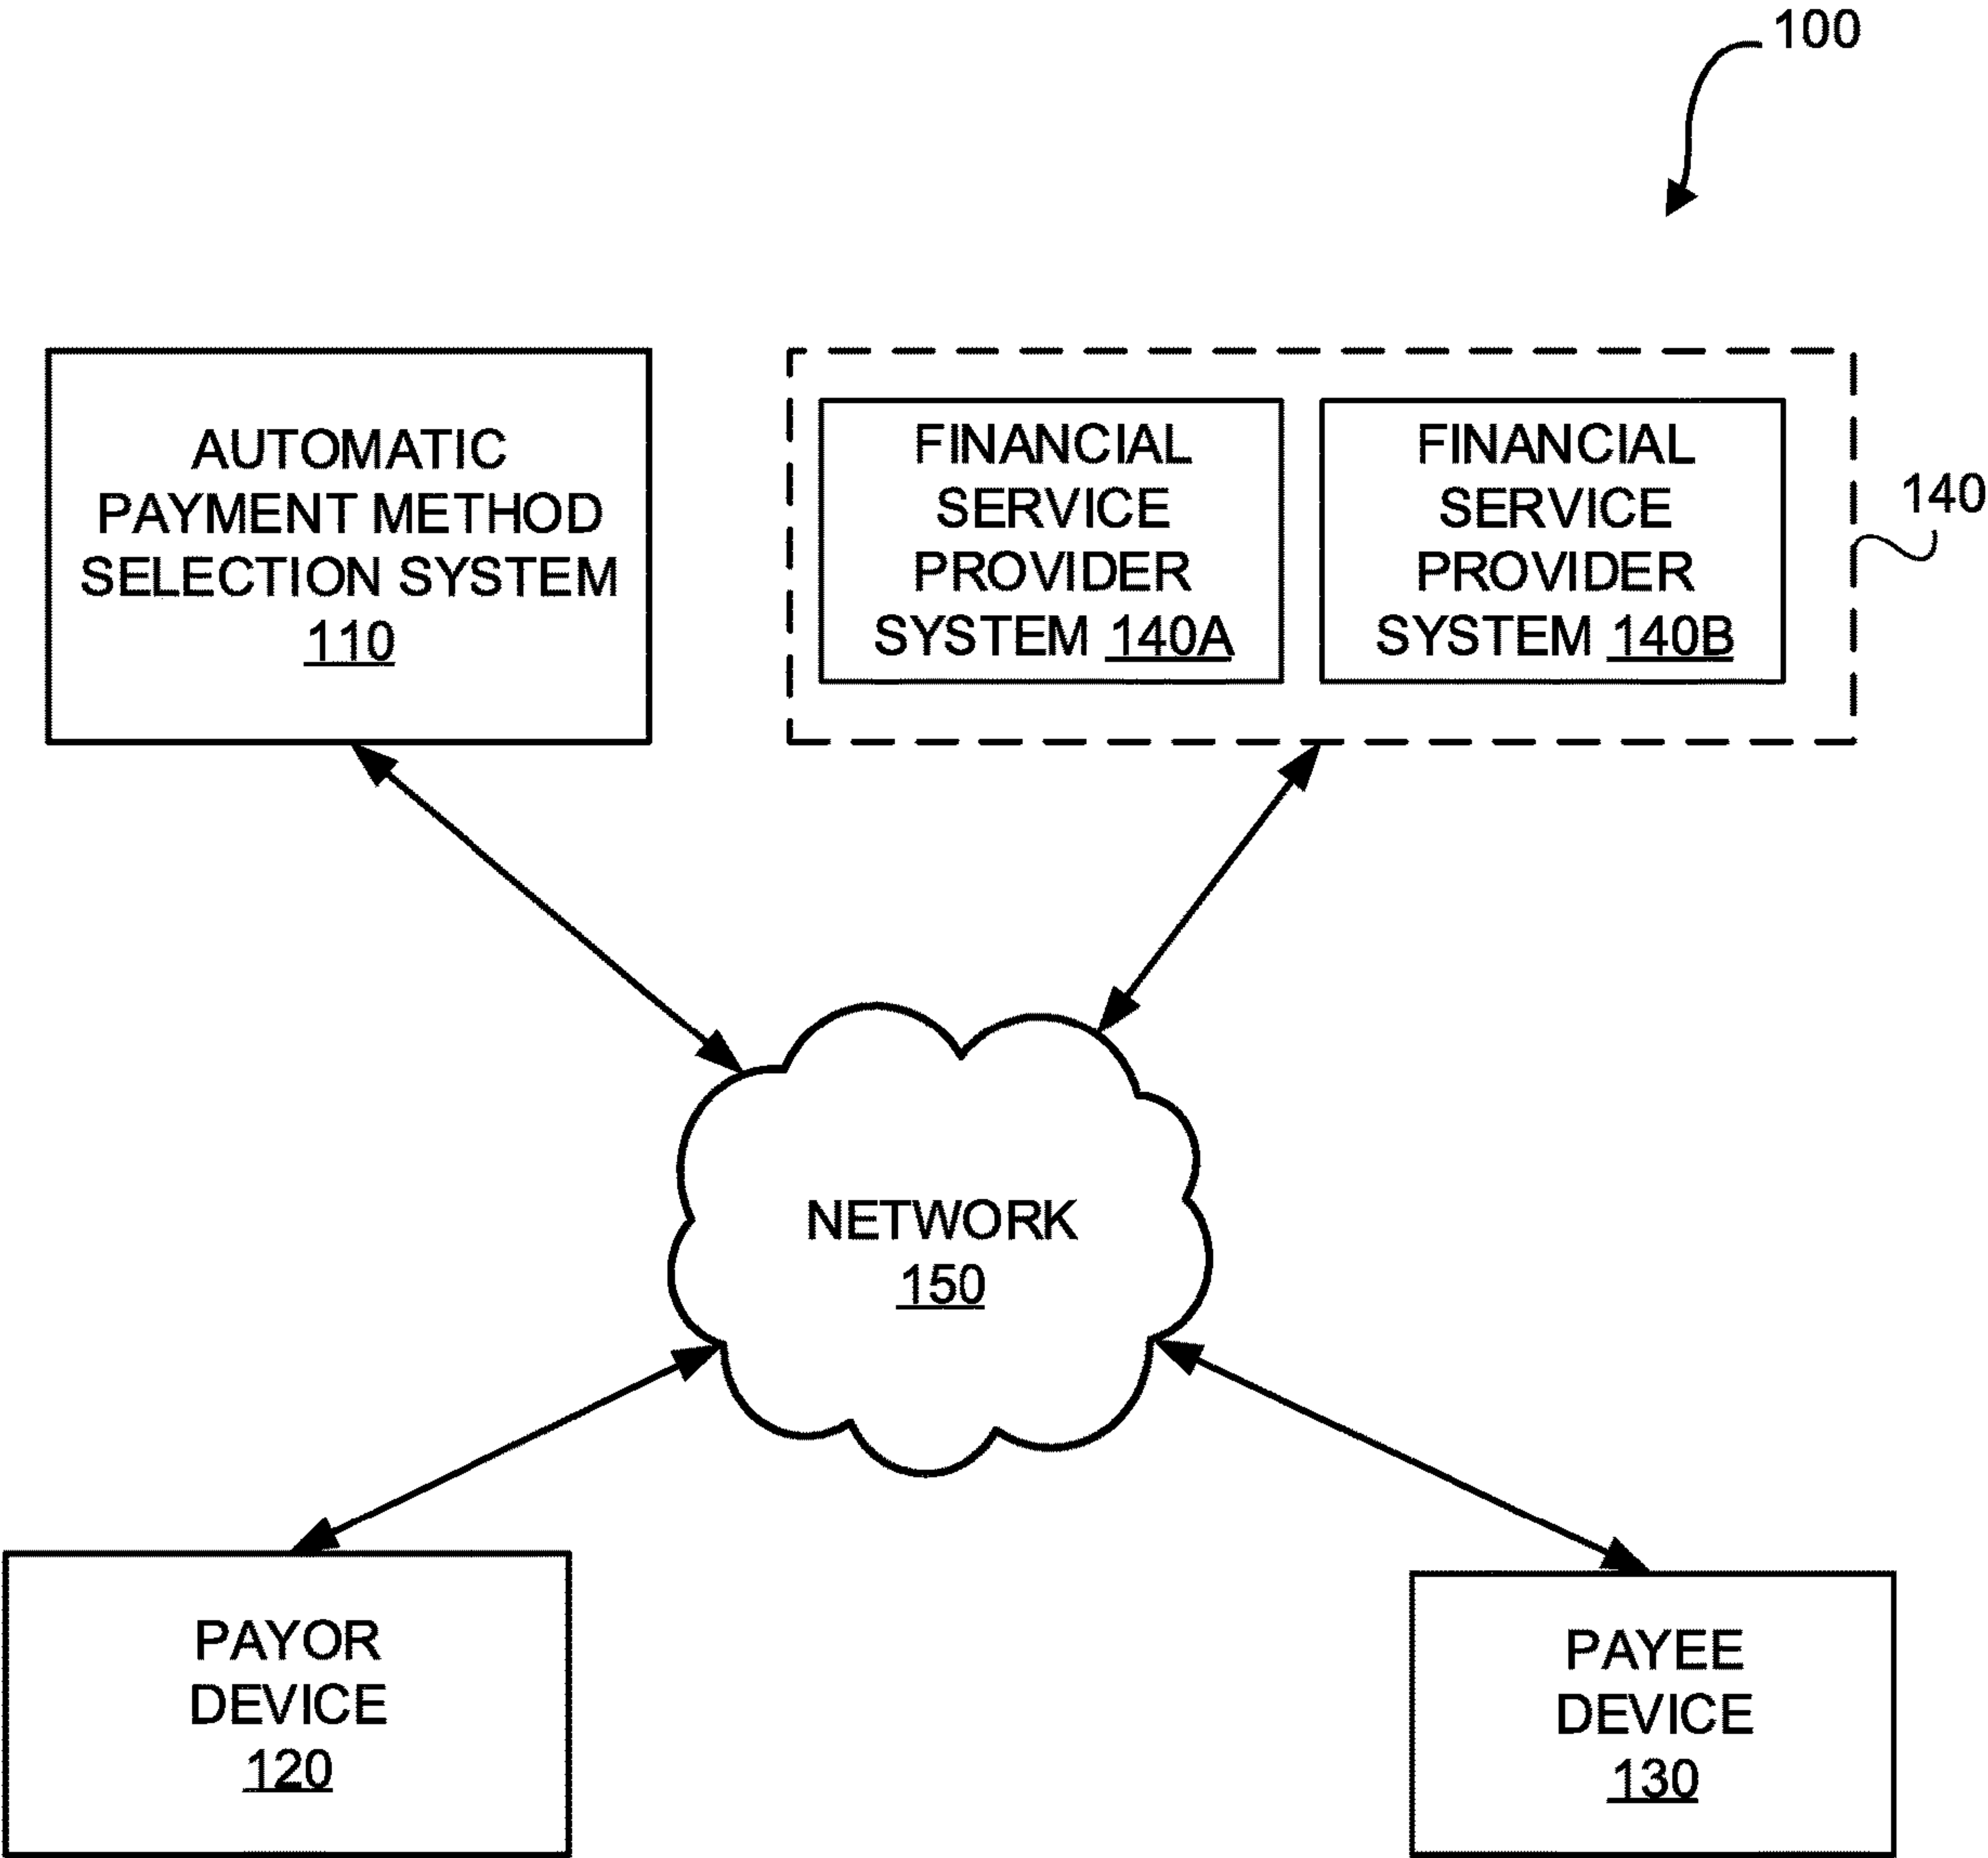 100
AUTOMATIC
PAYMENT METHOD
SELECTION SYSTEM
110
FINANCIAL
SERVICE
PROVIDER
SYSTEM 140A
FINANCIAL
SERVICE
PROVIDER
SYSTEM 140B
140
NETWORK
150
PAYOR
DEVICE
120
PAYEE
DEVICE
130